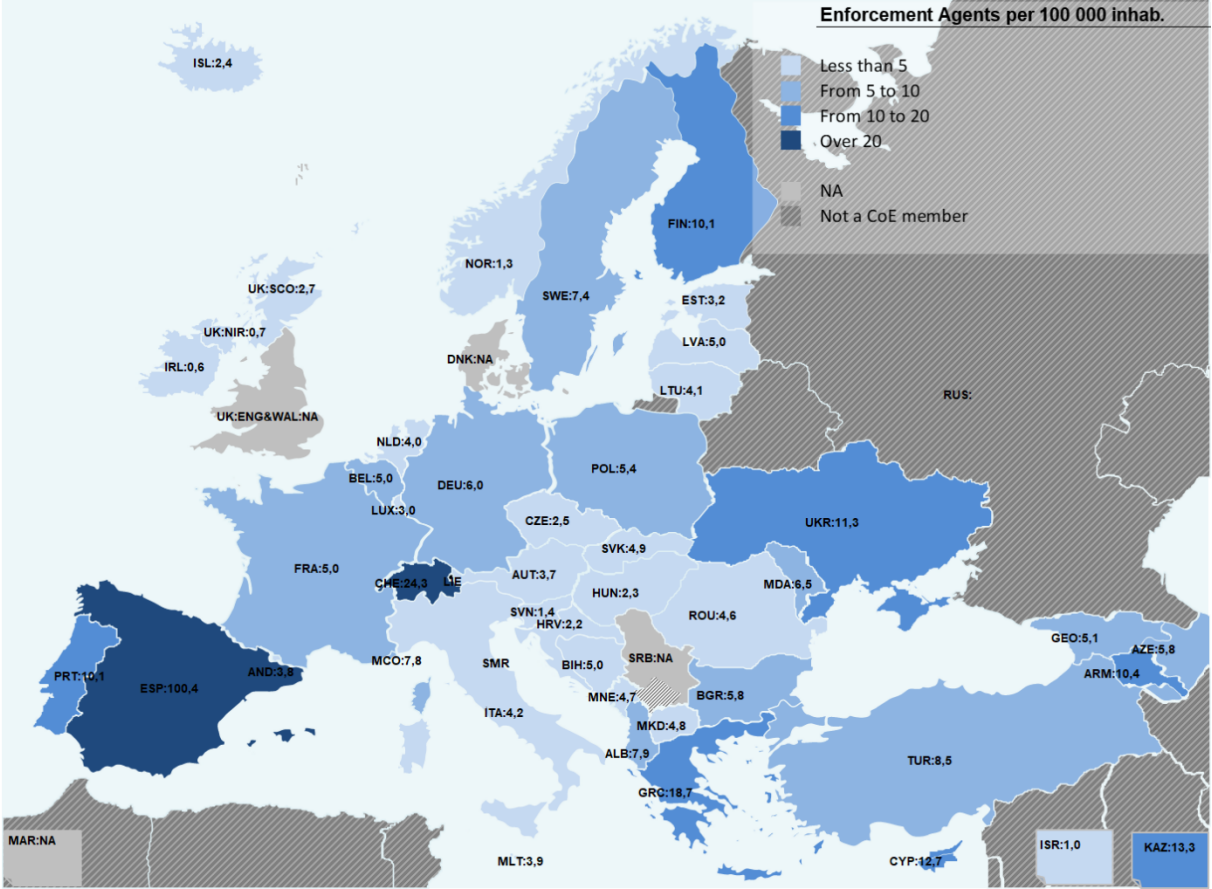 Enforcement Agents per 100 000 inhab.
Less than 5
From 5 to 10
From 10 to 20
Over 20
NA
Not a CoE member
ISL:2,4
FIN:10,1
NOR:1,3
UK:SCO:2,7
SWE:7,4
EST:3,2
UK:NIR:0,7
LVA:5,0
DNK:NA
IRL:0,6
LTU:4,1
RUS:
UK:ENG&WAL:NA
NLD:4,0
POL:5,4
BEL:5,0
DEU:6,0
LUX:3,0
CZE:2,5
UKR:11,3
SVK:4,9
FRA:5,0
AUT:3,7
CHE:24,3
LIE
MDA:6,5
HUN:2,3
SVN:1,4
ROU:4,6
HRV:2,2
GEO:5,1
AZE:5,8
MCO:7,8
SMR
SRB:NA
BIH:5,0
AND:3,8
PRT:10,1
ARM:10,4
ESP:100,4
MNE:4,7
BGR:5,8
ITA:4,2
MKD:4,8
ALB:7,9
TUR:8,5
GRC:18,7
MAR:NA
ISR:1,0
KAZ:13,3
MLT:3,9
CYP:12,7